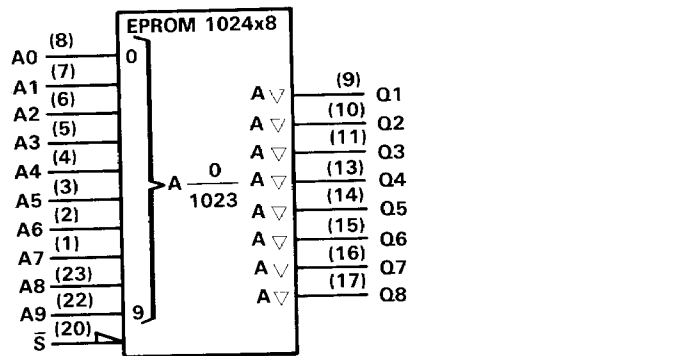 EPROM 1024x8
A0 (8) 0
A1 (7)
A2 (6)
A3 (5)
A4 (4)
A5 (3)
A6 (2)
A7 (1)
A8 (23)
A9 (22) 9
S̅ (20)
A 0
1023
A ▽ (9) Q1
A ▽ (10) Q2
A ▽ (11) Q3
A ▽ (13) Q4
A ▽ (14) Q5
A ▽ (15) Q6
A ▽ (16) Q7
A ▽ (17) Q8